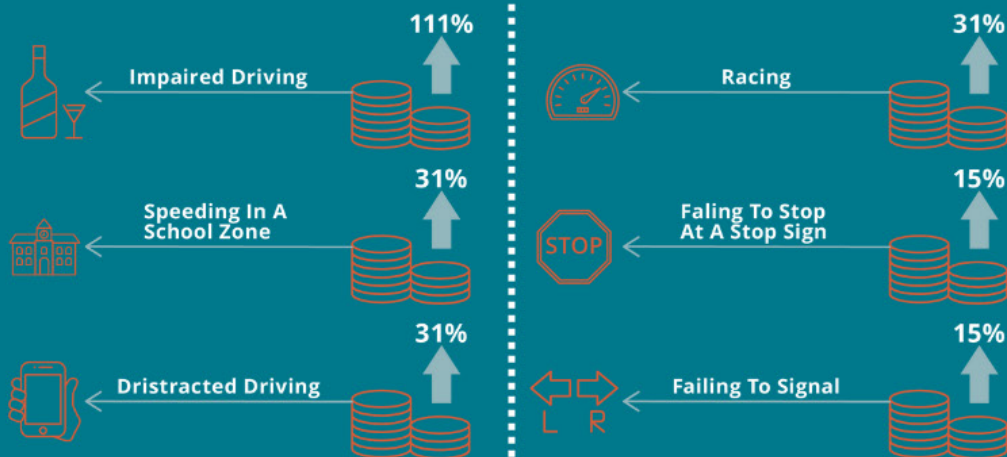 111%
Impaired Driving
31%
Speeding In A
School Zone
31%
Dristracted Driving
31%
Racing
15%
Faling To Stop
At A Stop Sign
STOP
15%
Failing To Signal
L R